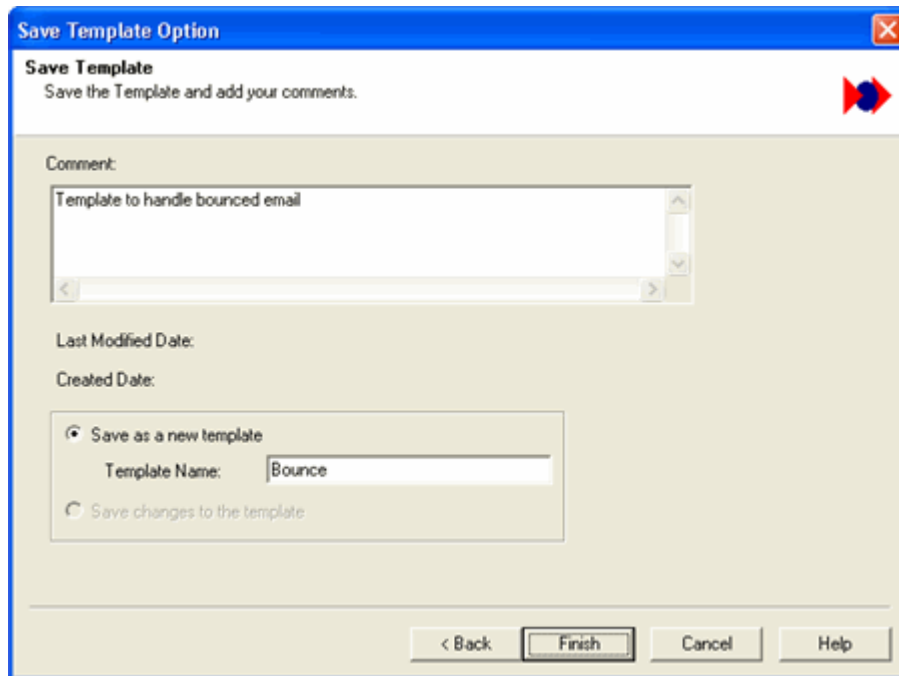 Save Template Option
Save Template
Save the Template and add your comments.
Comment:
Template to handle bounced email
Last Modified Date:
Created Date:
Save as a new template
Template Name: Bounce
Save changes to the template
< Back Finish Cancel Help